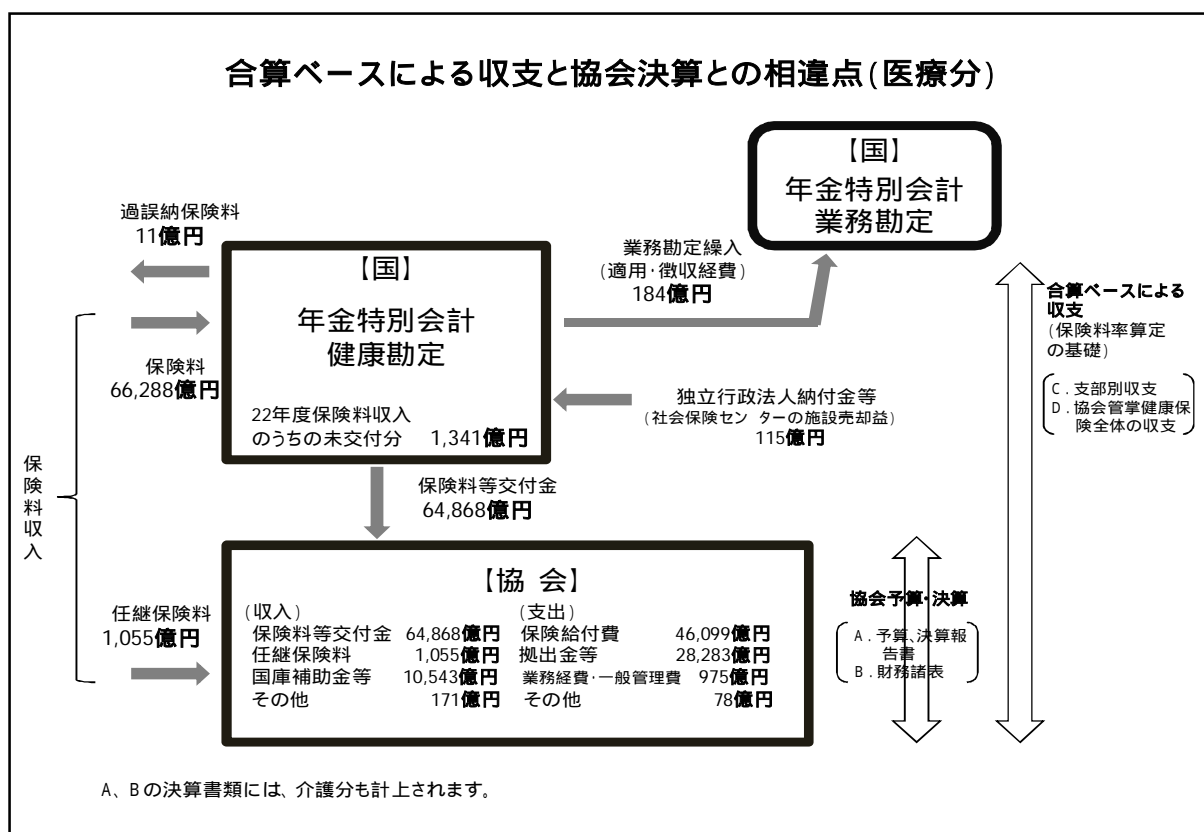 合算ベースによる収支と協会決算との相違点(医療分)
【国】
年金特別会計
業務勘定
過誤納保険料
11億円
業務勘定繰入
(適用・徴収経費)
184億円
【国】
年金特別会計
健康勘定
22年度保険料収入
のうちの未交付分 1,341億円
保険料
66,288億円
独立行政法人納付金等
(社会保険センターの施設売却益)
115億円
合算ベースによる
収支
(保険料率算定
の基礎)
C.支部別収支
D.協会管掌健康保
険全体の収支
保険料収入
保険料等交付金
64,868億円
任継保険料
1,055億円
【協 会】
(収入) (支出)
保険料等交付金 64,868億円 保険給付費 46,099億円
任継保険料 1,055億円 拠出金等 28,283億円
国庫補助金等 10,543億円 業務経費・一般管理費 975億円
その他 171億円 その他 78億円
協会予算・決算
A.予算、決算報
告書
B.財務諸表
A、Bの決算書類には、介護分も計上されます。